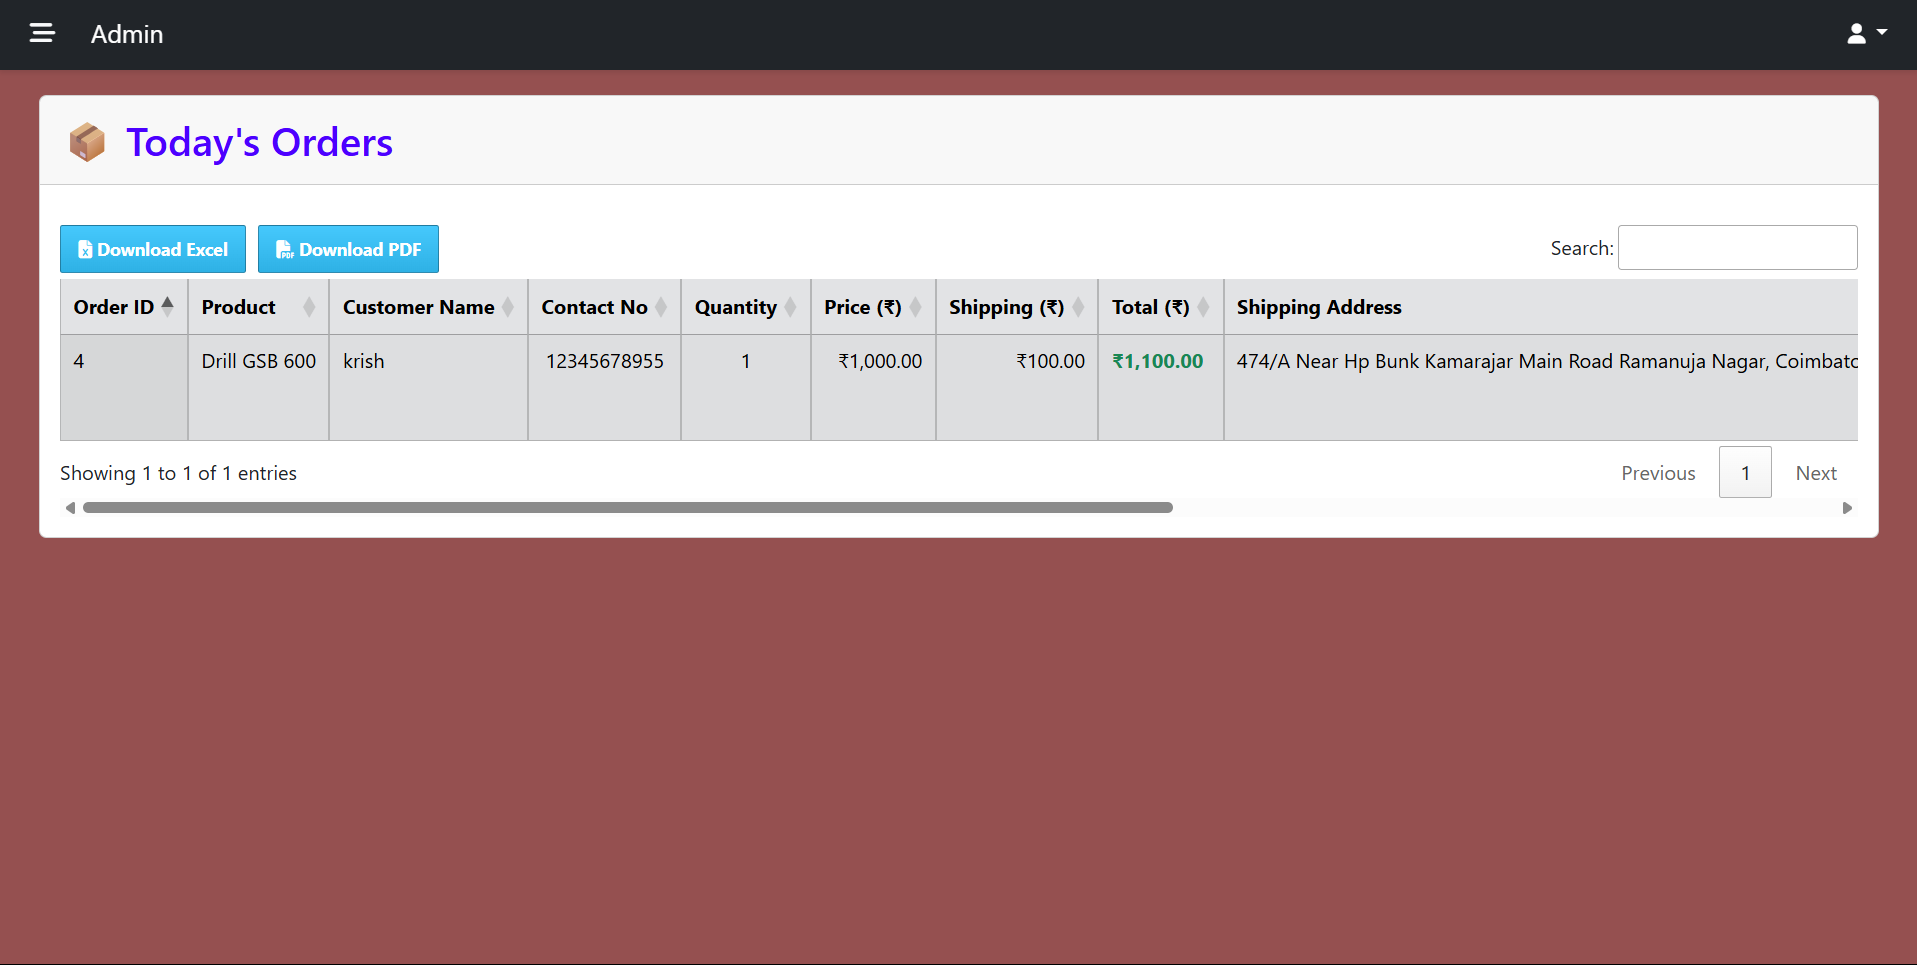 Admin
Today's Orders
Download Excel Download PDF Search:
Order ID Product Customer Name Contact No Quantity Price (₹) Shipping (₹) Total (₹) Shipping Address
4 Drill GSB 600 krish 12345678955 1 ₹1,000.00 ₹100.00 ₹1,100.00 474/A Near Hp Bunk Kamarajar Main Road Ramanuja Nagar,
Showing 1 to 1 of 1 entries Previous 1 Next